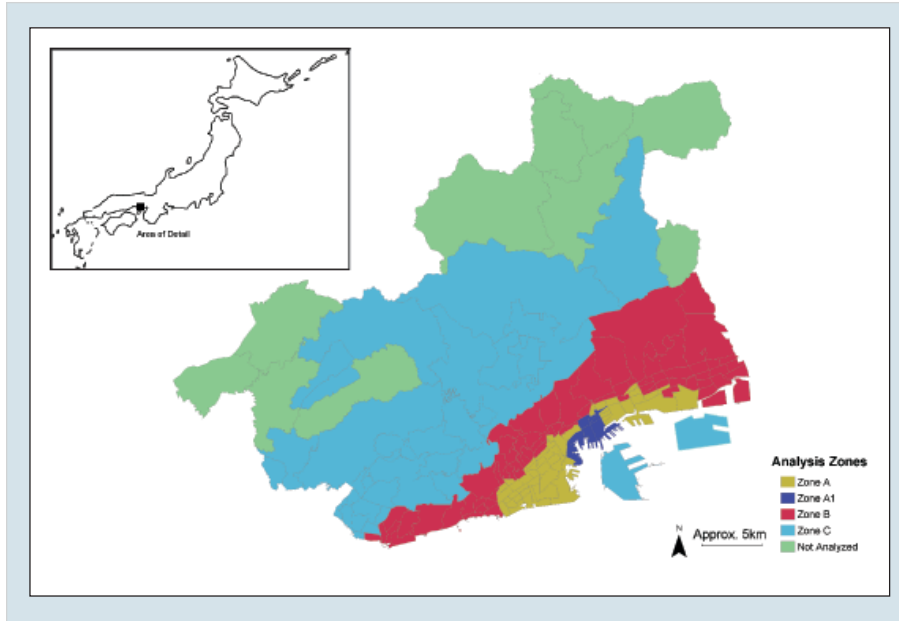 Area of Detail
Analysis Zones
Zone A
Zone A1
Zone B
Zone C
Not Analyzed
N
Approx. 5km